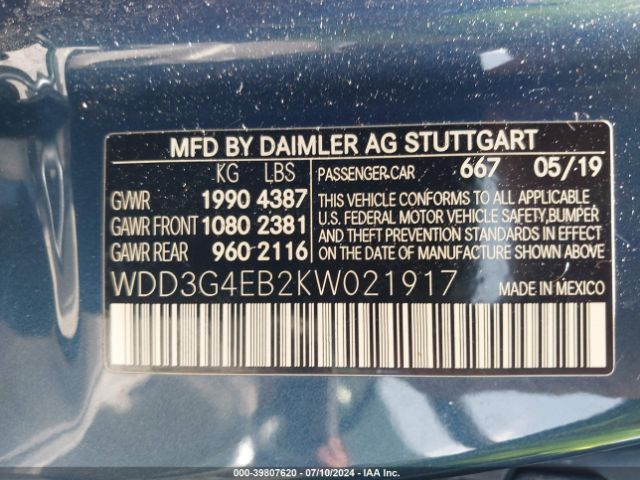 MFD BY DAIMLER AG STUTTGART
KG LBS
PASSENGER-CAR 667 05/19
GVWR 1990 4387
GAWR FRONT 1080 2381
GAWR REAR 960 2116
THIS VEHICLE CONFORMS TO ALL APPLICABLE
U.S. FEDERAL MOTOR VEHICLE SAFETY, BUMPER
AND THEFT PREVENTION STANDARDS IN EFFECT
ON THE DATE OF MANUFACTURE SHOWN ABOVE
WDD3G4EB2KW021917
MADE IN MEXICO
000-39807620 - 07/10/2024 - IAA Inc.